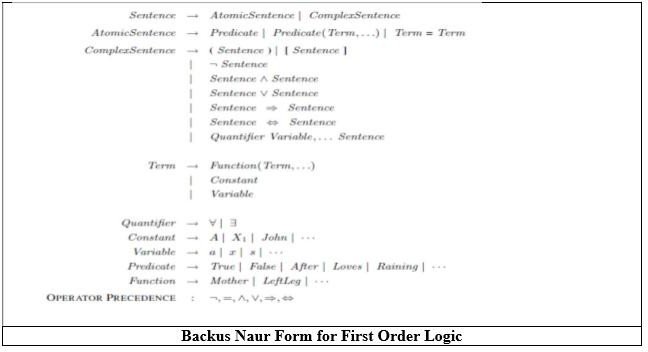 Sentence → AtomicSentence | ComplexSentence
AtomicSentence → Predicate | Predicate(Term,...) | Term = Term
ComplexSentence → ( Sentence ) | [ Sentence ]
| ¬ Sentence
| Sentence ∧ Sentence
| Sentence ∨ Sentence
| Sentence ⇒ Sentence
| Sentence ⇔ Sentence
| Quantifier Variable,... Sentence
Term → Function(Term,...)
| Constant
| Variable
Quantifier → ∀ | ∃
Constant → A | X₁ | John | ···
Variable → a | x | s | ···
Predicate → True | False | After | Loves | Raining | ···
Function → Mother | LeftLeg | ···
OPERATOR PRECEDENCE : ¬,=,∧,∨,⇒,⇔
Backus Naur Form for First Order Logic